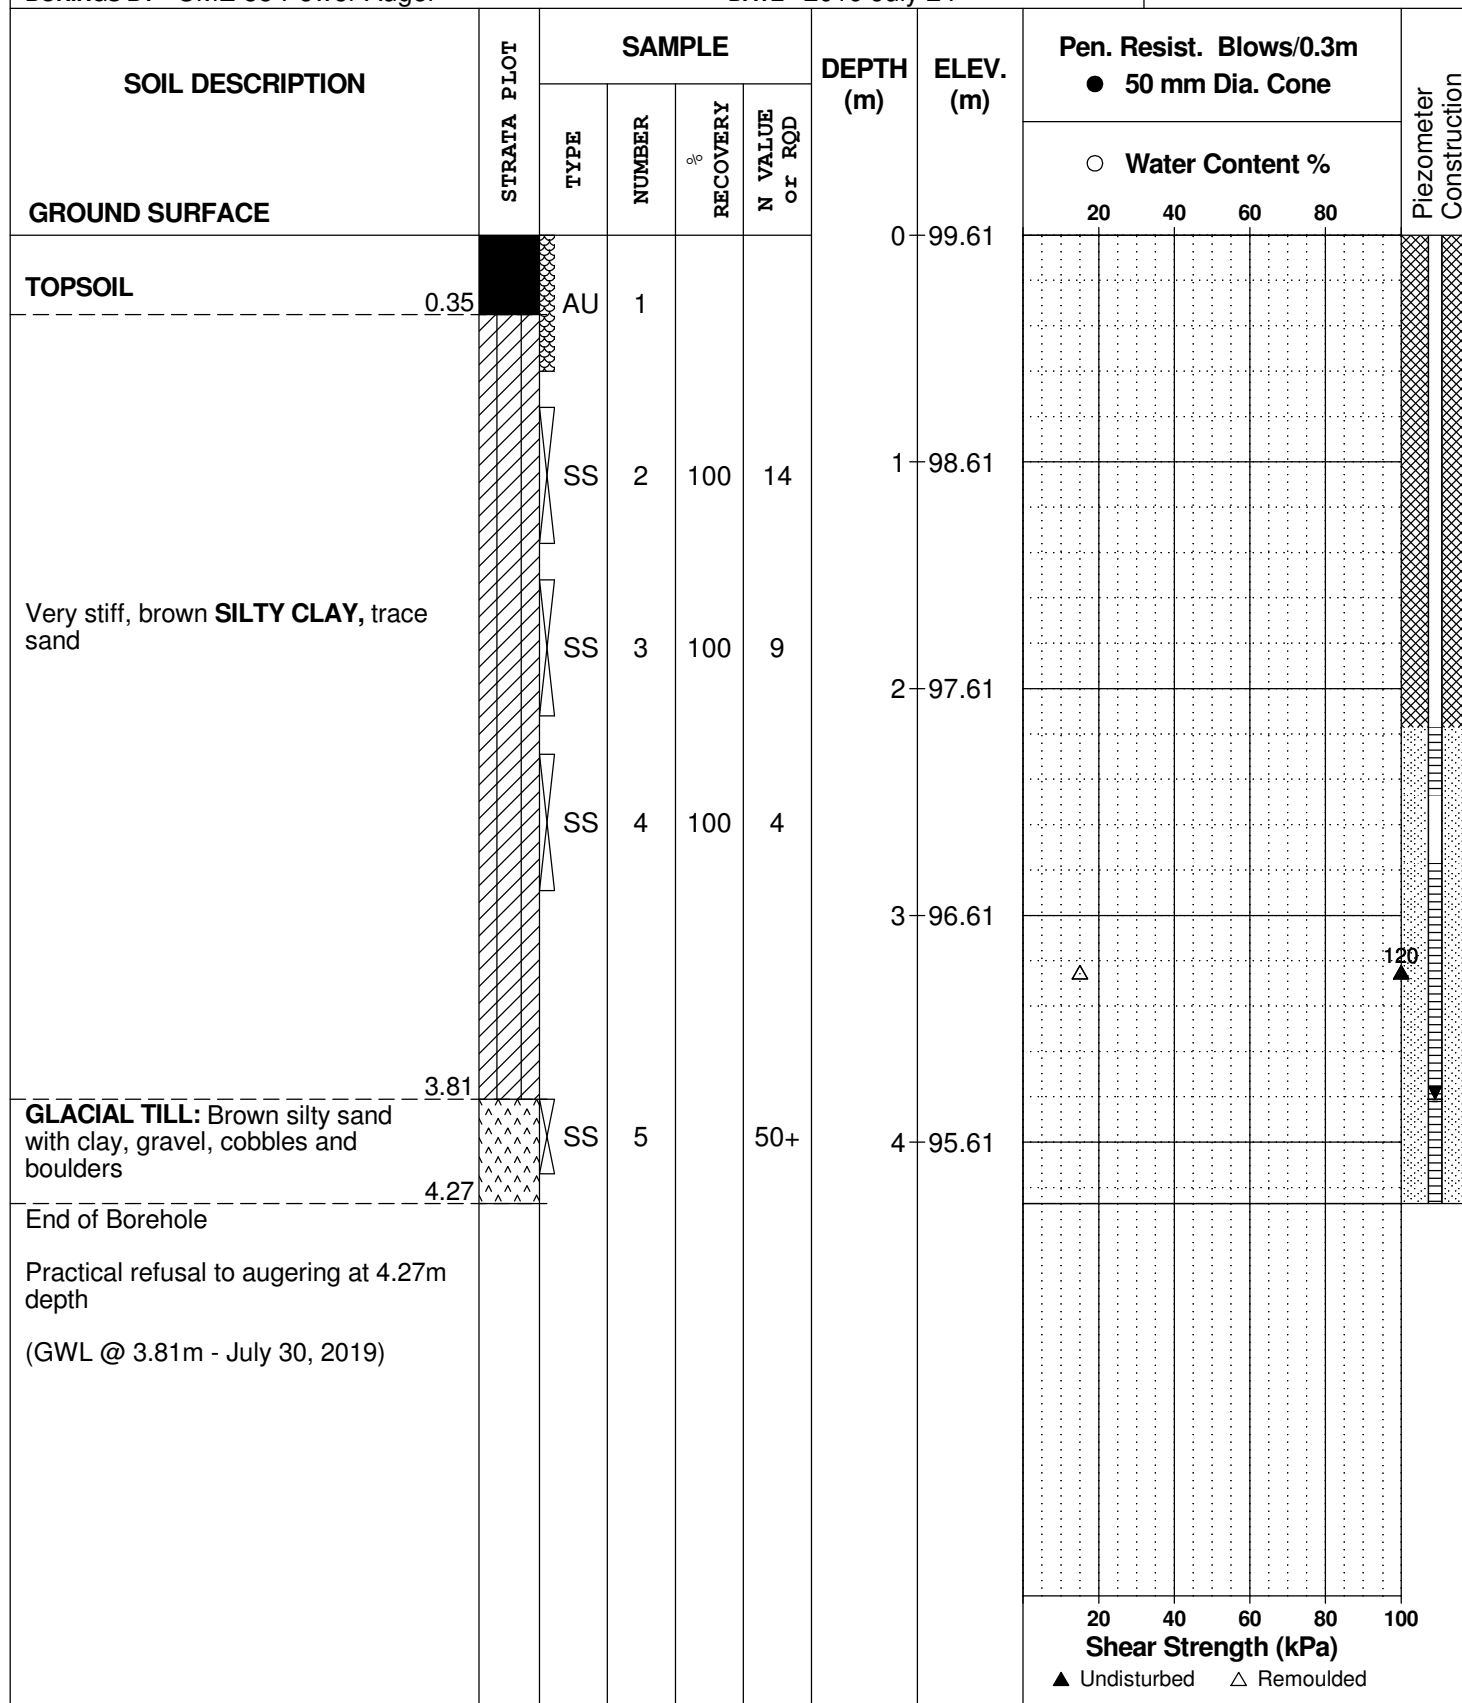 SOIL DESCRIPTION
GROUND SURFACE
STRATA PLOT
SAMPLE
TYPE
NUMBER
%
RECOVERY
N VALUE
or RQD
DEPTH
(m)
ELEV.
(m)
Pen. Resist. Blows/0.3m
● 50 mm Dia. Cone
○ Water Content %
20 40 60 80
Piezometer
Construction
0 99.61
TOPSOIL
0.35
AU 1
SS 2 100 14
1 98.61
Very stiff, brown SILTY CLAY, trace
sand
SS 3 100 9
2 97.61
SS 4 100 4
3 96.61
120
3.81
GLACIAL TILL: Brown silty sand
with clay, gravel, cobbles and
boulders
SS 5 50+
4 95.61
4.27
End of Borehole
Practical refusal to augering at 4.27m
depth
(GWL @ 3.81m - July 30, 2019)
20 40 60 80 100
Shear Strength (kPa)
▲ Undisturbed △ Remoulded